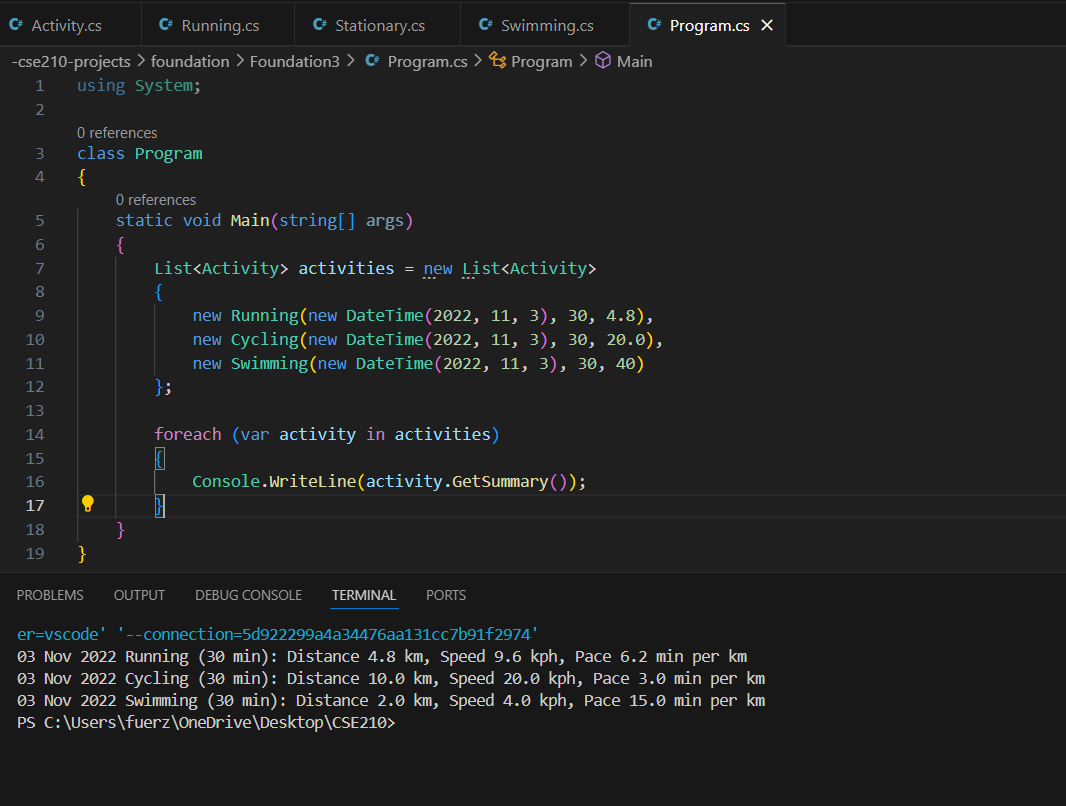 C# Activity.cs C# Running.cs C# Stationary.cs C# Swimming.cs C# Program.cs ×
-cse210-projects > foundation > Foundation3 > C# Program.cs > Program > Main
1 using System;
2
0 references
3 class Program
4 {
0 references
5 static void Main(string[] args)
6 {
7 List<Activity> activities = new List<Activity>
8 {
9 new Running(new DateTime(2022, 11, 3), 30, 4.8),
10 new Cycling(new DateTime(2022, 11, 3), 30, 20.0),
11 new Swimming(new DateTime(2022, 11, 3), 30, 40)
12 };
13
14 foreach (var activity in activities)
15 {
16 Console.WriteLine(activity.GetSummary());
17 }
18 }
19 }
PROBLEMS OUTPUT DEBUG CONSOLE TERMINAL PORTS
er=vscode' '--connection=5d922299a4a34476aa131cc7b91f2974'
03 Nov 2022 Running (30 min): Distance 4.8 km, Speed 9.6 kph, Pace 6.2 min per km
03 Nov 2022 Cycling (30 min): Distance 10.0 km, Speed 20.0 kph, Pace 3.0 min per km
03 Nov 2022 Swimming (30 min): Distance 2.0 km, Speed 4.0 kph, Pace 15.0 min per km
PS C:\Users\fuerz\OneDrive\Desktop\CSE210>